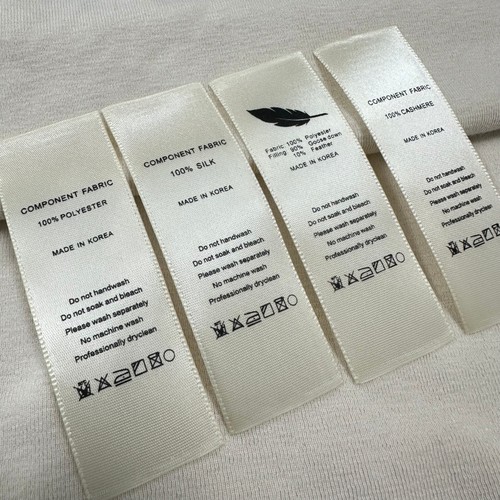 COMPONENT FABRIC
100% POLYESTER
MADE IN KOREA
Do not handwash
Do not soak and bleach
Please wash separately
No machine wash
Professionally dryclean
COMPONENT FABRIC
100% SILK
MADE IN KOREA
Do not handwash
Do not soak and bleach
Please wash separately
No machine wash
Professionally dryclean
Fabric 100% Polyester
Filling 90% Goose down
10% Feather
MADE IN KOREA
Do not handwash
Do not soak and bleach
Please wash separately
No machine wash
Professionally dryclean
COMPONENT FABRIC
100% CASHMERE
MADE IN KOREA
Do not handwash
Do not soak and bleach
Please wash separately
No machine wash
Professionally dryclean